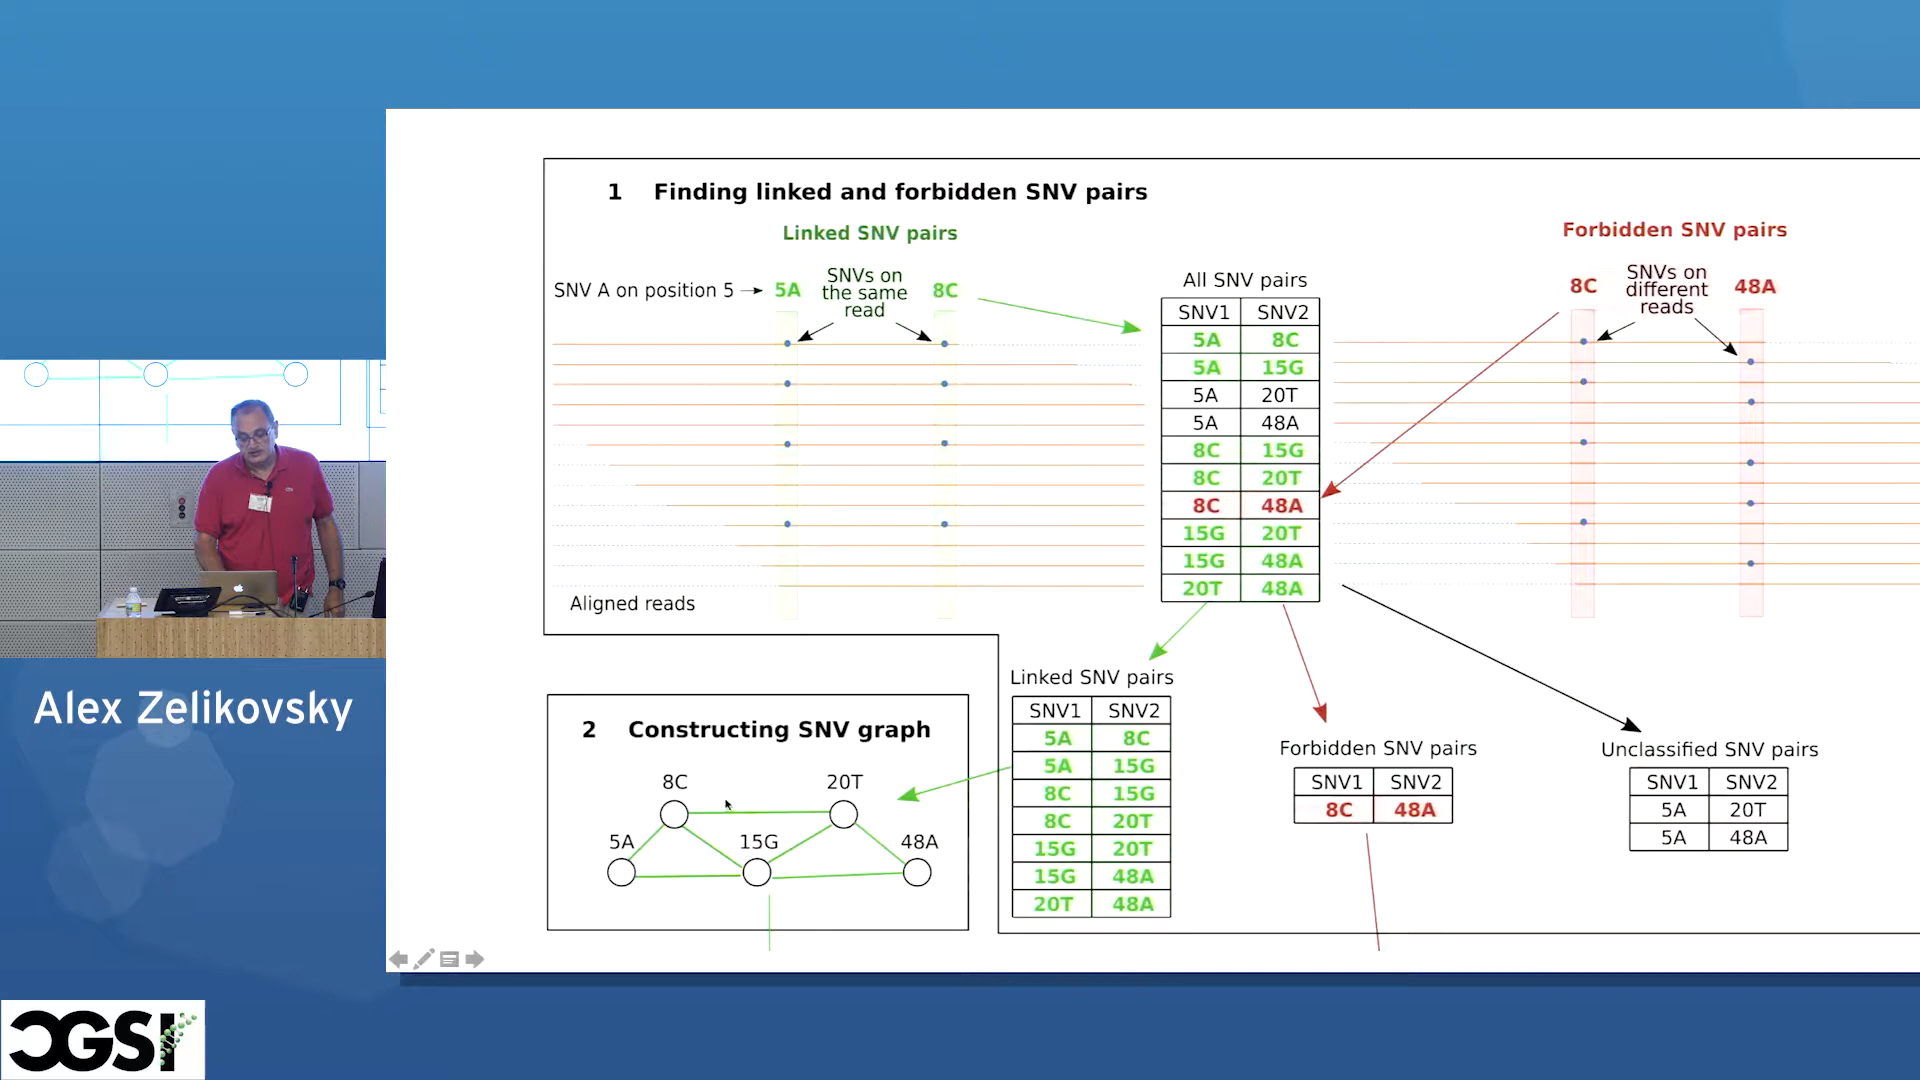 1 Finding linked and forbidden SNV pairs
Linked SNV pairs
SNV A on position 5
5A
SNVs on
the same
read
8C
Aligned reads
All SNV pairs
SNV1 SNV2
5A 8C
5A 15G
5A 20T
5A 48A
8C 15G
8C 20T
8C 48A
15G 20T
15G 48A
20T 48A
Forbidden SNV pairs
8C
SNVs on
different
reads
48A
2 Constructing SNV graph
8C
20T
5A
15G
48A
Linked SNV pairs
SNV1 SNV2
5A 8C
5A 15G
8C 15G
8C 20T
15G 20T
15G 48A
20T 48A
Forbidden SNV pairs
SNV1 SNV2
8C 48A
Unclassified SNV pairs
SNV1 SNV2
5A 20T
5A 48A
Alex Zelikovsky
CGSI